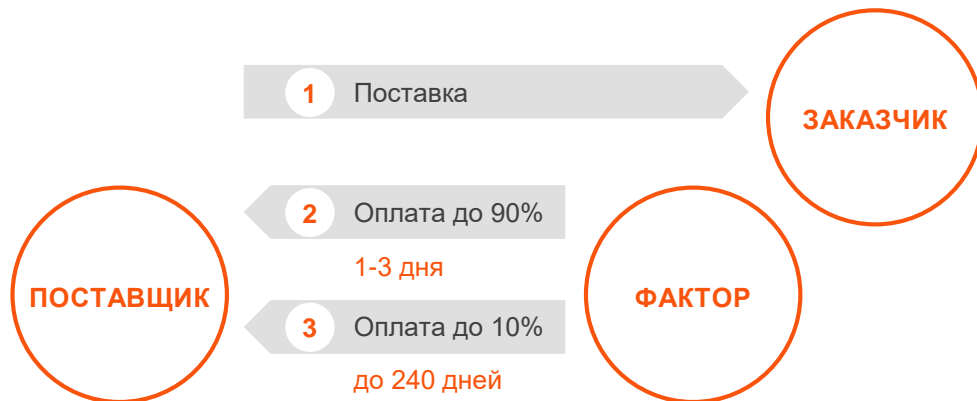 1 Поставка
ЗАКАЗЧИК
2 Оплата до 90%
1-3 дня
ПОСТАВЩИК
ФАКТОР
3 Оплата до 10%
до 240 дней